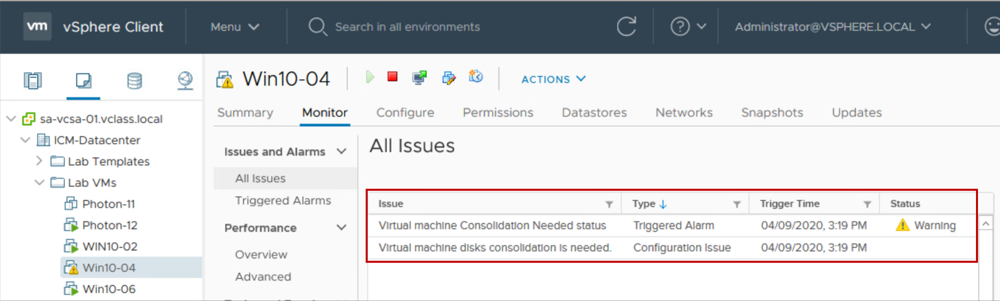 vm vSphere Client Menu Search in all environments Administrator@VSPHERE.LOCAL
Win10-04 ACTIONS
Summary Monitor Configure Permissions Datastores Networks Snapshots Updates
sa-vcsa-01.vclass.local
ICM-Datacenter
Lab Templates
Lab VMs
Photon-11
Photon-12
WIN10-02
Win10-04
Win10-06
Issues and Alarms
All Issues
Triggered Alarms
Performance
Overview
Advanced
All Issues
Issue Type Trigger Time Status
Virtual machine Consolidation Needed status Triggered Alarm 04/09/2020, 3:19 PM Warning
Virtual machine disks consolidation is needed. Configuration Issue 04/09/2020, 3:19 PM